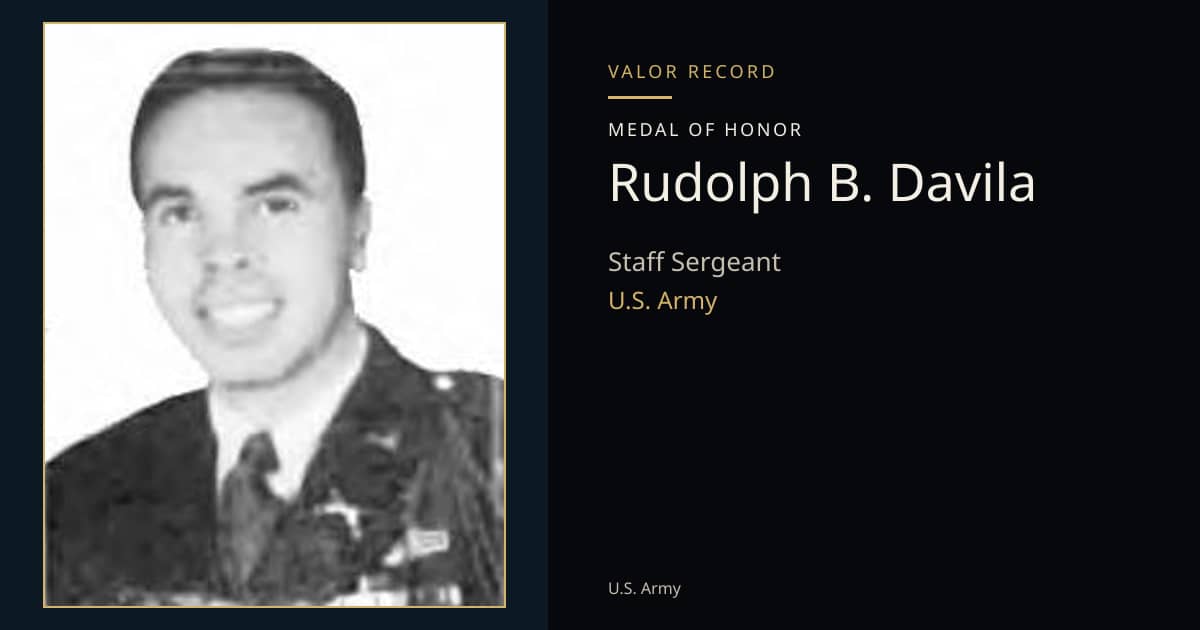 VALOR RECORD
MEDAL OF HONOR
Rudolph B. Davila
Staff Sergeant
U.S. Army
U.S. Army